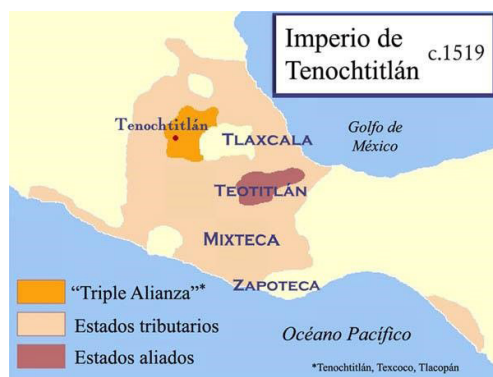 Imperio de
Tenochtitlán
c.1519
Tenochtitlán
TLAXCALA
Golfo de
México
TEOTITLÁN
MIXTECA
ZAPOTECA
"Triple Alianza"*
Estados tributarios
Estados aliados
Océano Pacífico
*Tenochtitlán, Texcoco, Tlacopán